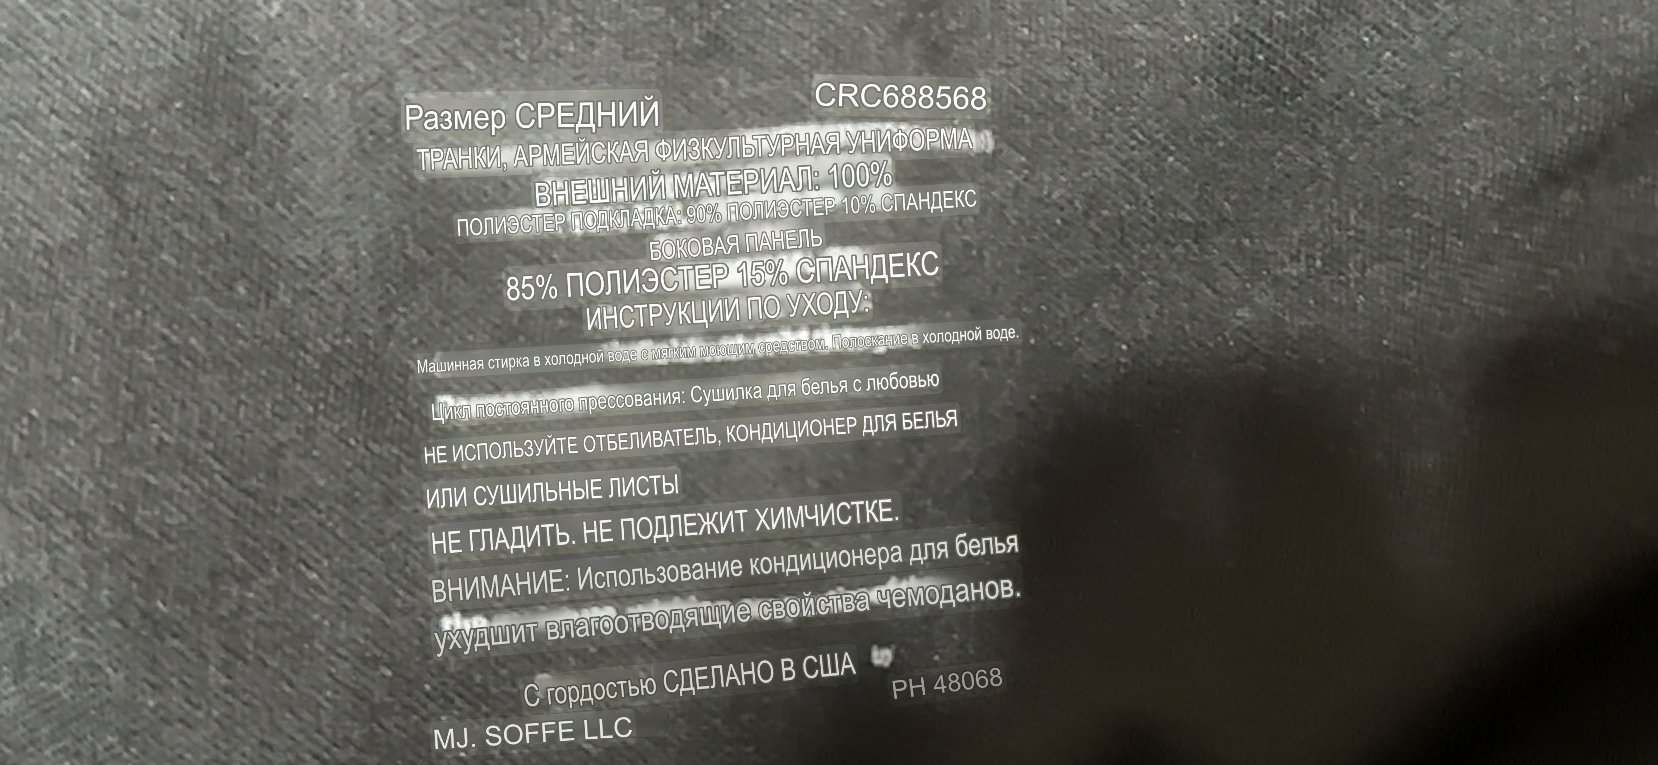 Размер СРЕДНИЙ CRC688568
ТРАНКИ, АРМЕЙСКАЯ ФИЗКУЛЬТУРНАЯ УНИФОРМА
ВНЕШНИЙ МАТЕРИАЛ: 100%
ПОЛИЭСТЕР ПОДКЛАДКА: 90% ПОЛИЭСТЕР 10% СПАНДЕКС
БОКОВАЯ ПАНЕЛЬ
85% ПОЛИЭСТЕР 15% СПАНДЕКС
ИНСТРУКЦИИ ПО УХОДУ:
Машинная стирка в холодной воде с мягким моющим средством. Полоскание в холодной воде.
Цикл постоянного прессования: Сушилка для белья с любовью
НЕ ИСПОЛЬЗУЙТЕ ОТБЕЛИВАТЕЛЬ, КОНДИЦИОНЕР ДЛЯ БЕЛЬЯ
ИЛИ СУШИЛЬНЫЕ ЛИСТЫ
НЕ ГЛАДИТЬ. НЕ ПОДЛЕЖИТ ХИМЧИСТКЕ.
ВНИМАНИЕ: Использование кондиционера для белья
ухудшит влагоотводящие свойства чемоданов.
С гордостью СДЕЛАНО В США
РН 48068
MJ. SOFFE LLC